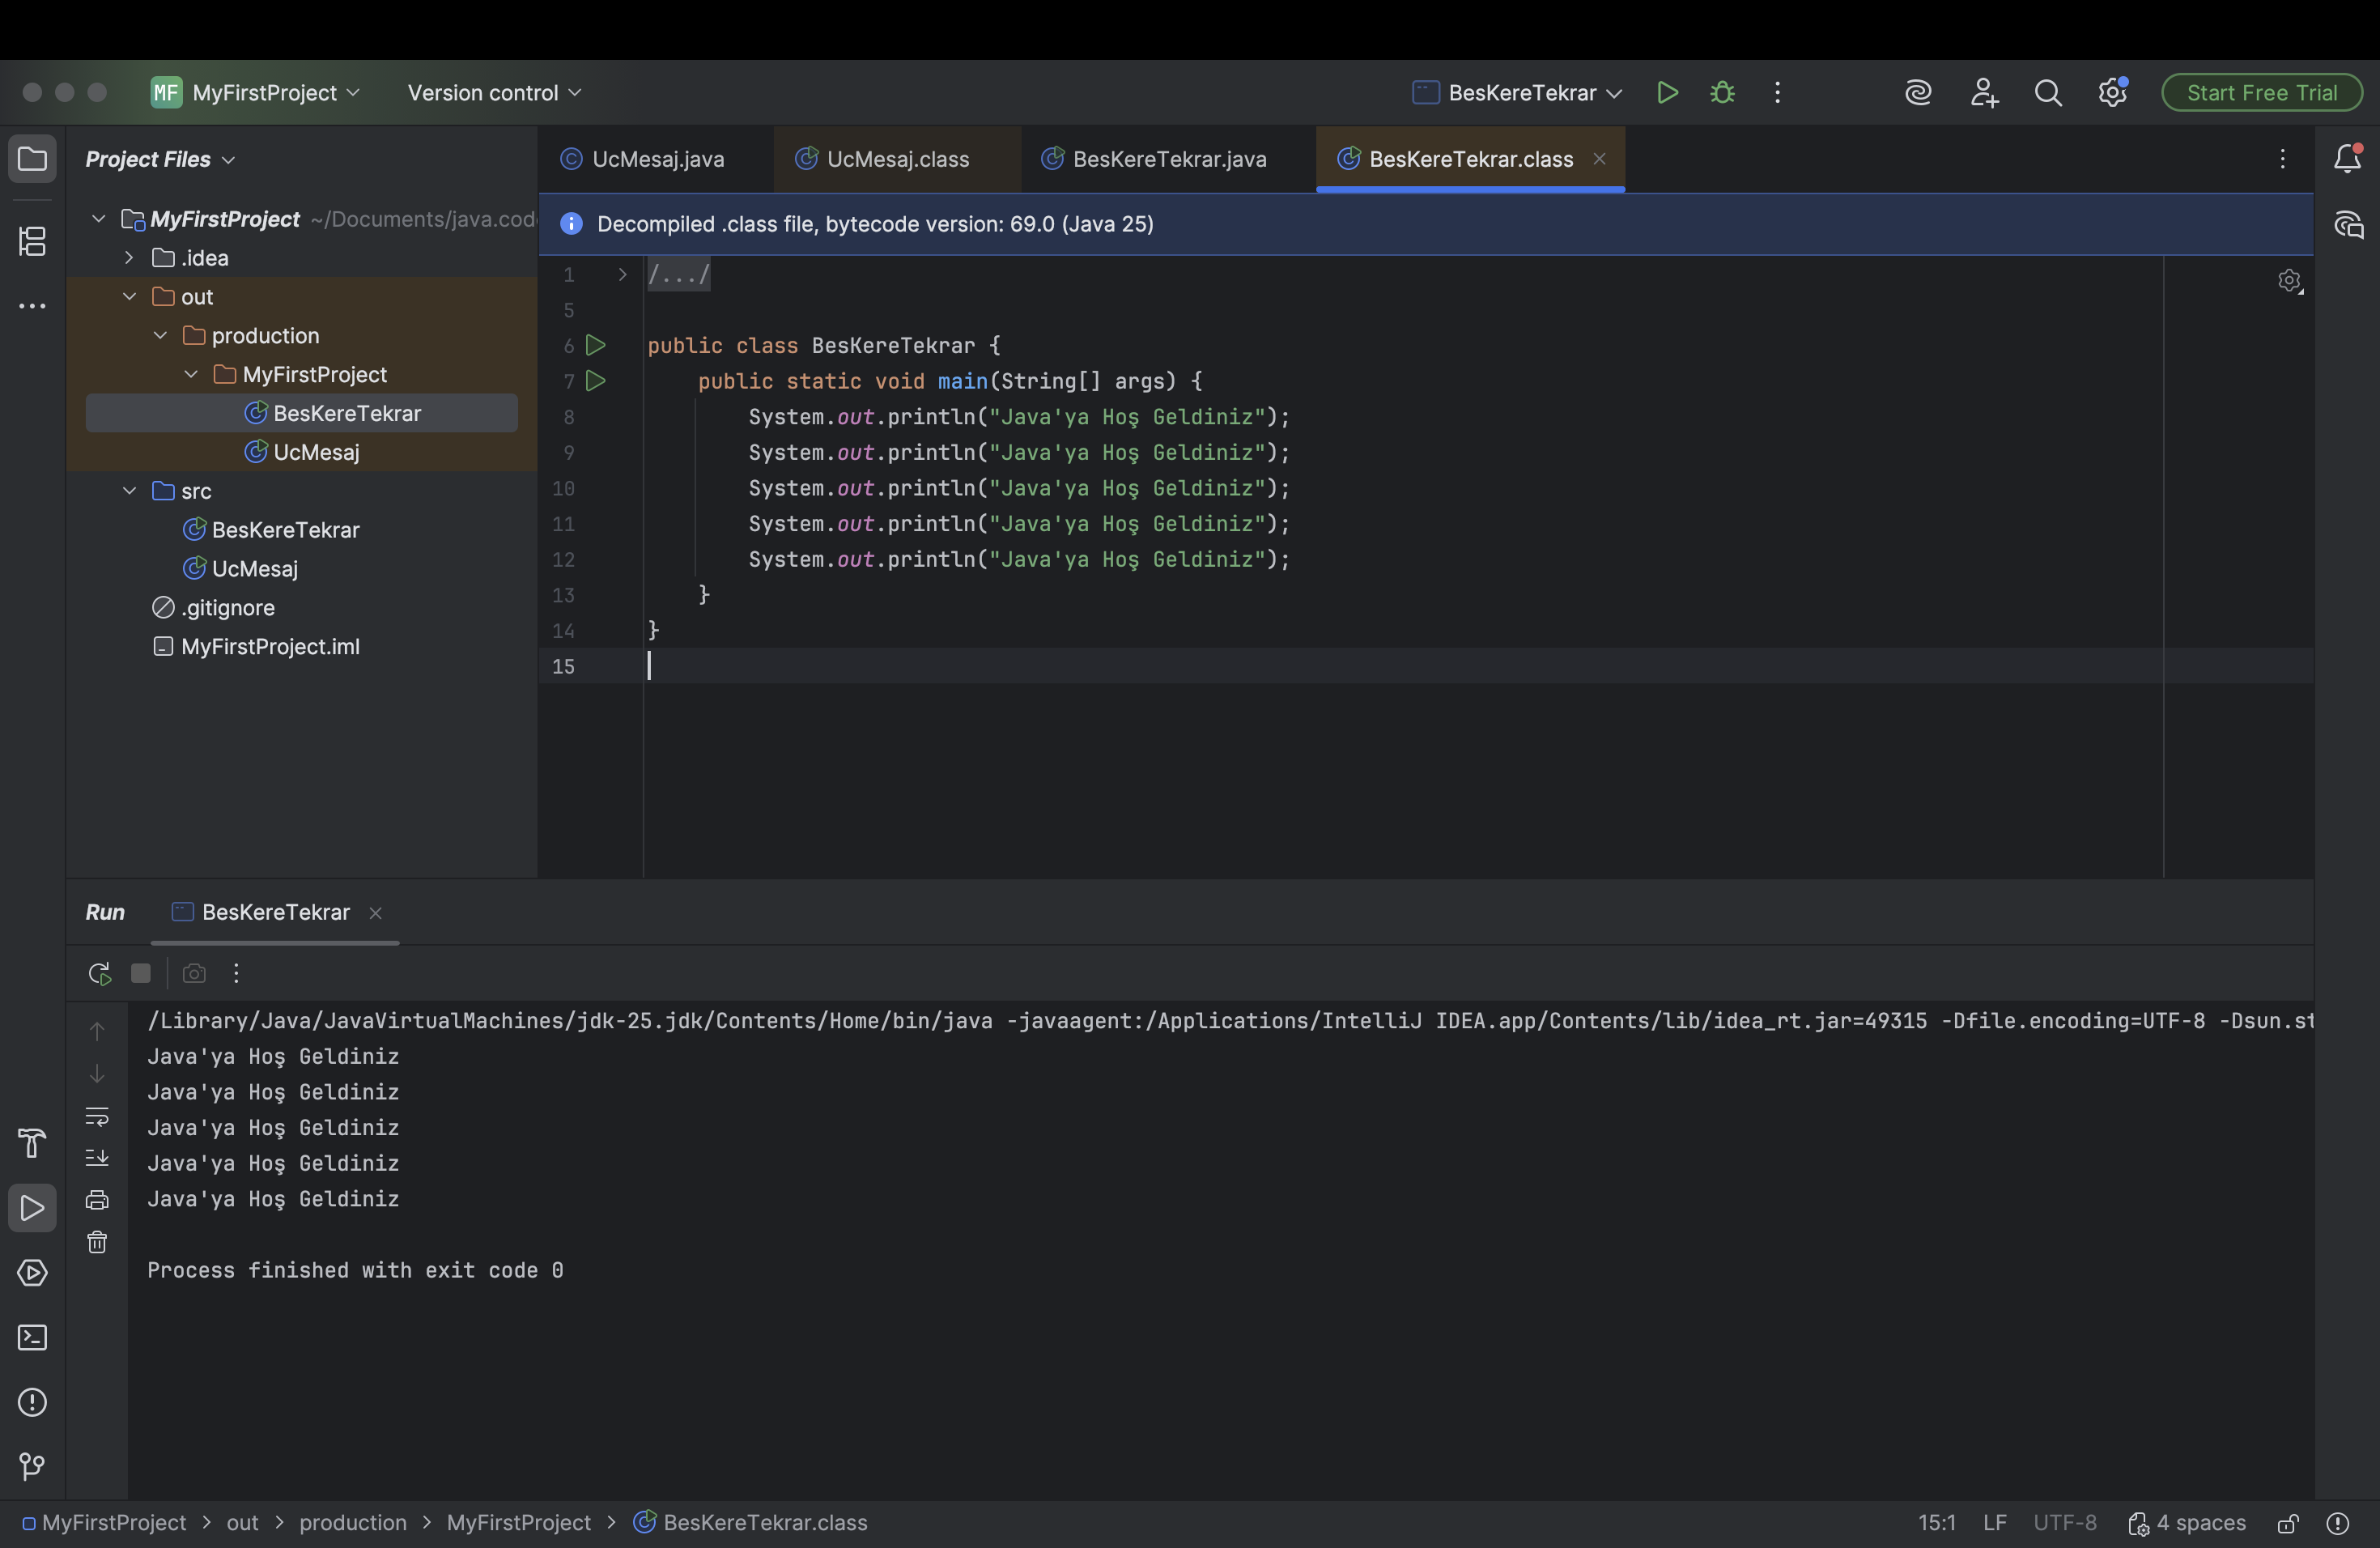 MF MyFirstProject Version control BesKereTekrar Start Free Trial
Project Files
MyFirstProject ~/Documents/java.cod
.idea
out
production
MyFirstProject
BesKereTekrar
UcMesaj
src
BesKereTekrar
UcMesaj
.gitignore
MyFirstProject.iml
UcMesaj.java UcMesaj.class BesKereTekrar.java BesKereTekrar.class
Decompiled .class file, bytecode version: 69.0 (Java 25)
1 /.../
5
6 public class BesKereTekrar {
7 public static void main(String[] args) {
8 System.out.println("Java'ya Hoş Geldiniz");
9 System.out.println("Java'ya Hoş Geldiniz");
10 System.out.println("Java'ya Hoş Geldiniz");
11 System.out.println("Java'ya Hoş Geldiniz");
12 System.out.println("Java'ya Hoş Geldiniz");
13 }
14 }
15
Run BesKereTekrar
/Library/Java/JavaVirtualMachines/jdk-25.jdk/Contents/Home/bin/java -javaagent:/Applications/IntelliJ IDEA.app/Contents/lib/idea_rt.jar=49315 -Dfile.encoding=UTF-8 -Dsun.st
Java'ya Hoş Geldiniz
Java'ya Hoş Geldiniz
Java'ya Hoş Geldiniz
Java'ya Hoş Geldiniz
Java'ya Hoş Geldiniz
Process finished with exit code 0
MyFirstProject > out > production > MyFirstProject > BesKereTekrar.class 15:1 LF UTF-8 4 spaces